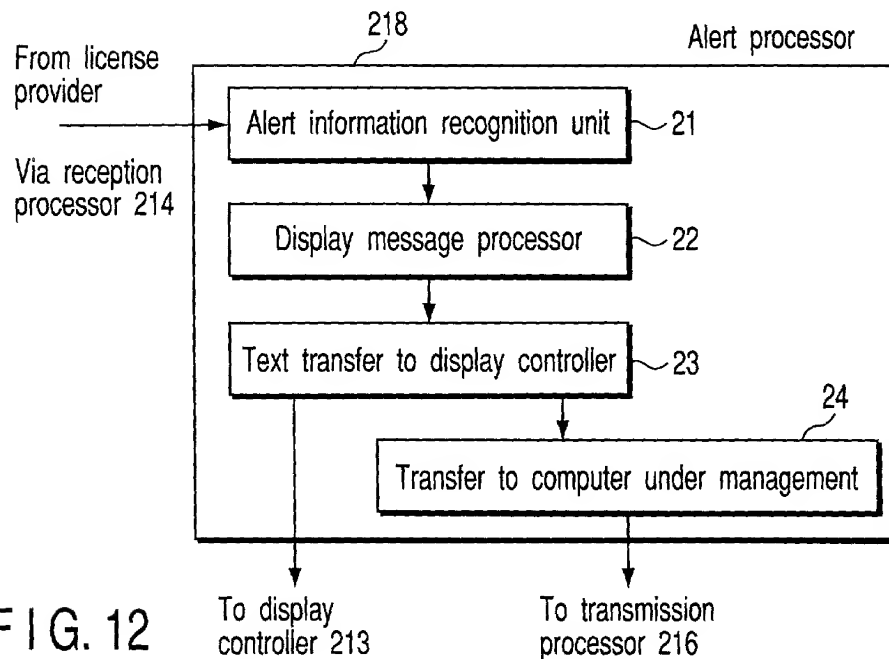 218
Alert processor
From license
provider
Alert information recognition unit
21
Via reception
processor 214
Display message processor
22
Text transfer to display controller
23
24
Transfer to computer under management
To display
controller 213
To transmission
processor 216
FIG. 12